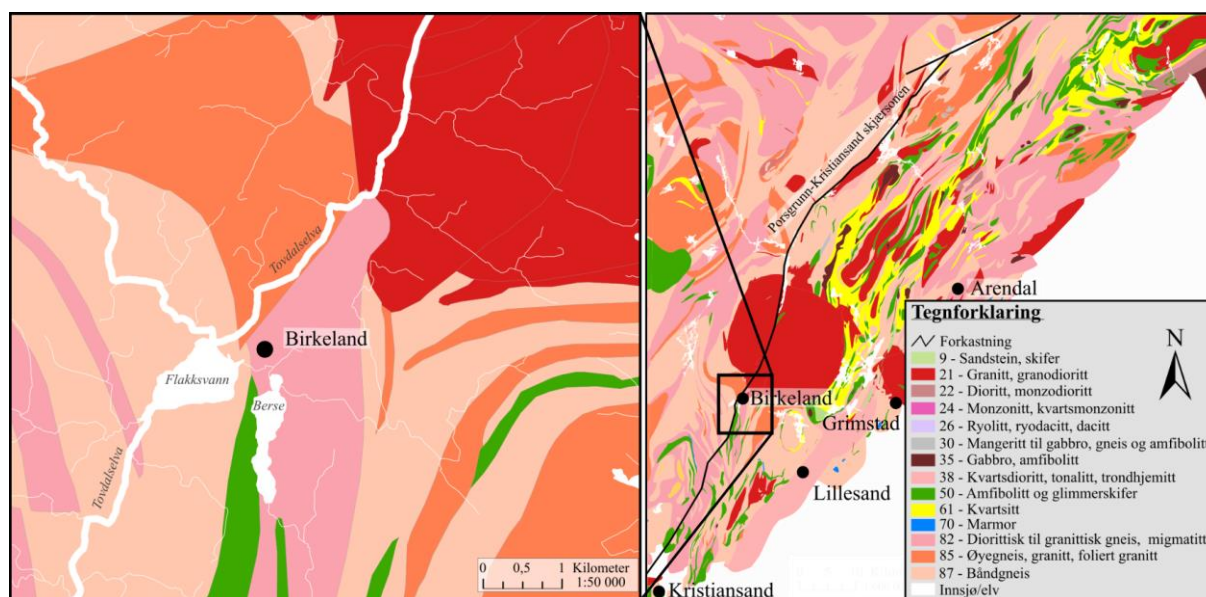 Tovdalselva
Birkeland
Flakksvann
Berse
Tovdalselva
0 0,5 1 Kilometer
1:50 000
Porsgrunn-Kristiansand skjærsonen
Arendal
Birkeland
Grimstad
Lillesand
Kristiansand
Tegnforklaring
N
Forkastning
9 - Sandstein, skifer
21 - Granitt, granodioritt
22 - Dioritt, monzodioritt
24 - Monzonitt, kvartsmonzonitt
26 - Ryolitt, ryodacitt, dacitt
30 - Mangeritt til gabbro, gneis og amfibolitt
35 - Gabbro, amfibolitt
38 - Kvartsdioritt, tonalitt, trondhjemitt
50 - Amfibolitt og glimmerskifer
61 - Kvartsitt
70 - Marmor
82 - Diorittisk til granittisk gneis, migmatitt
85 - Øyegneis, granitt, foliert granitt
87 - Båndgneis
Innsjø/elv